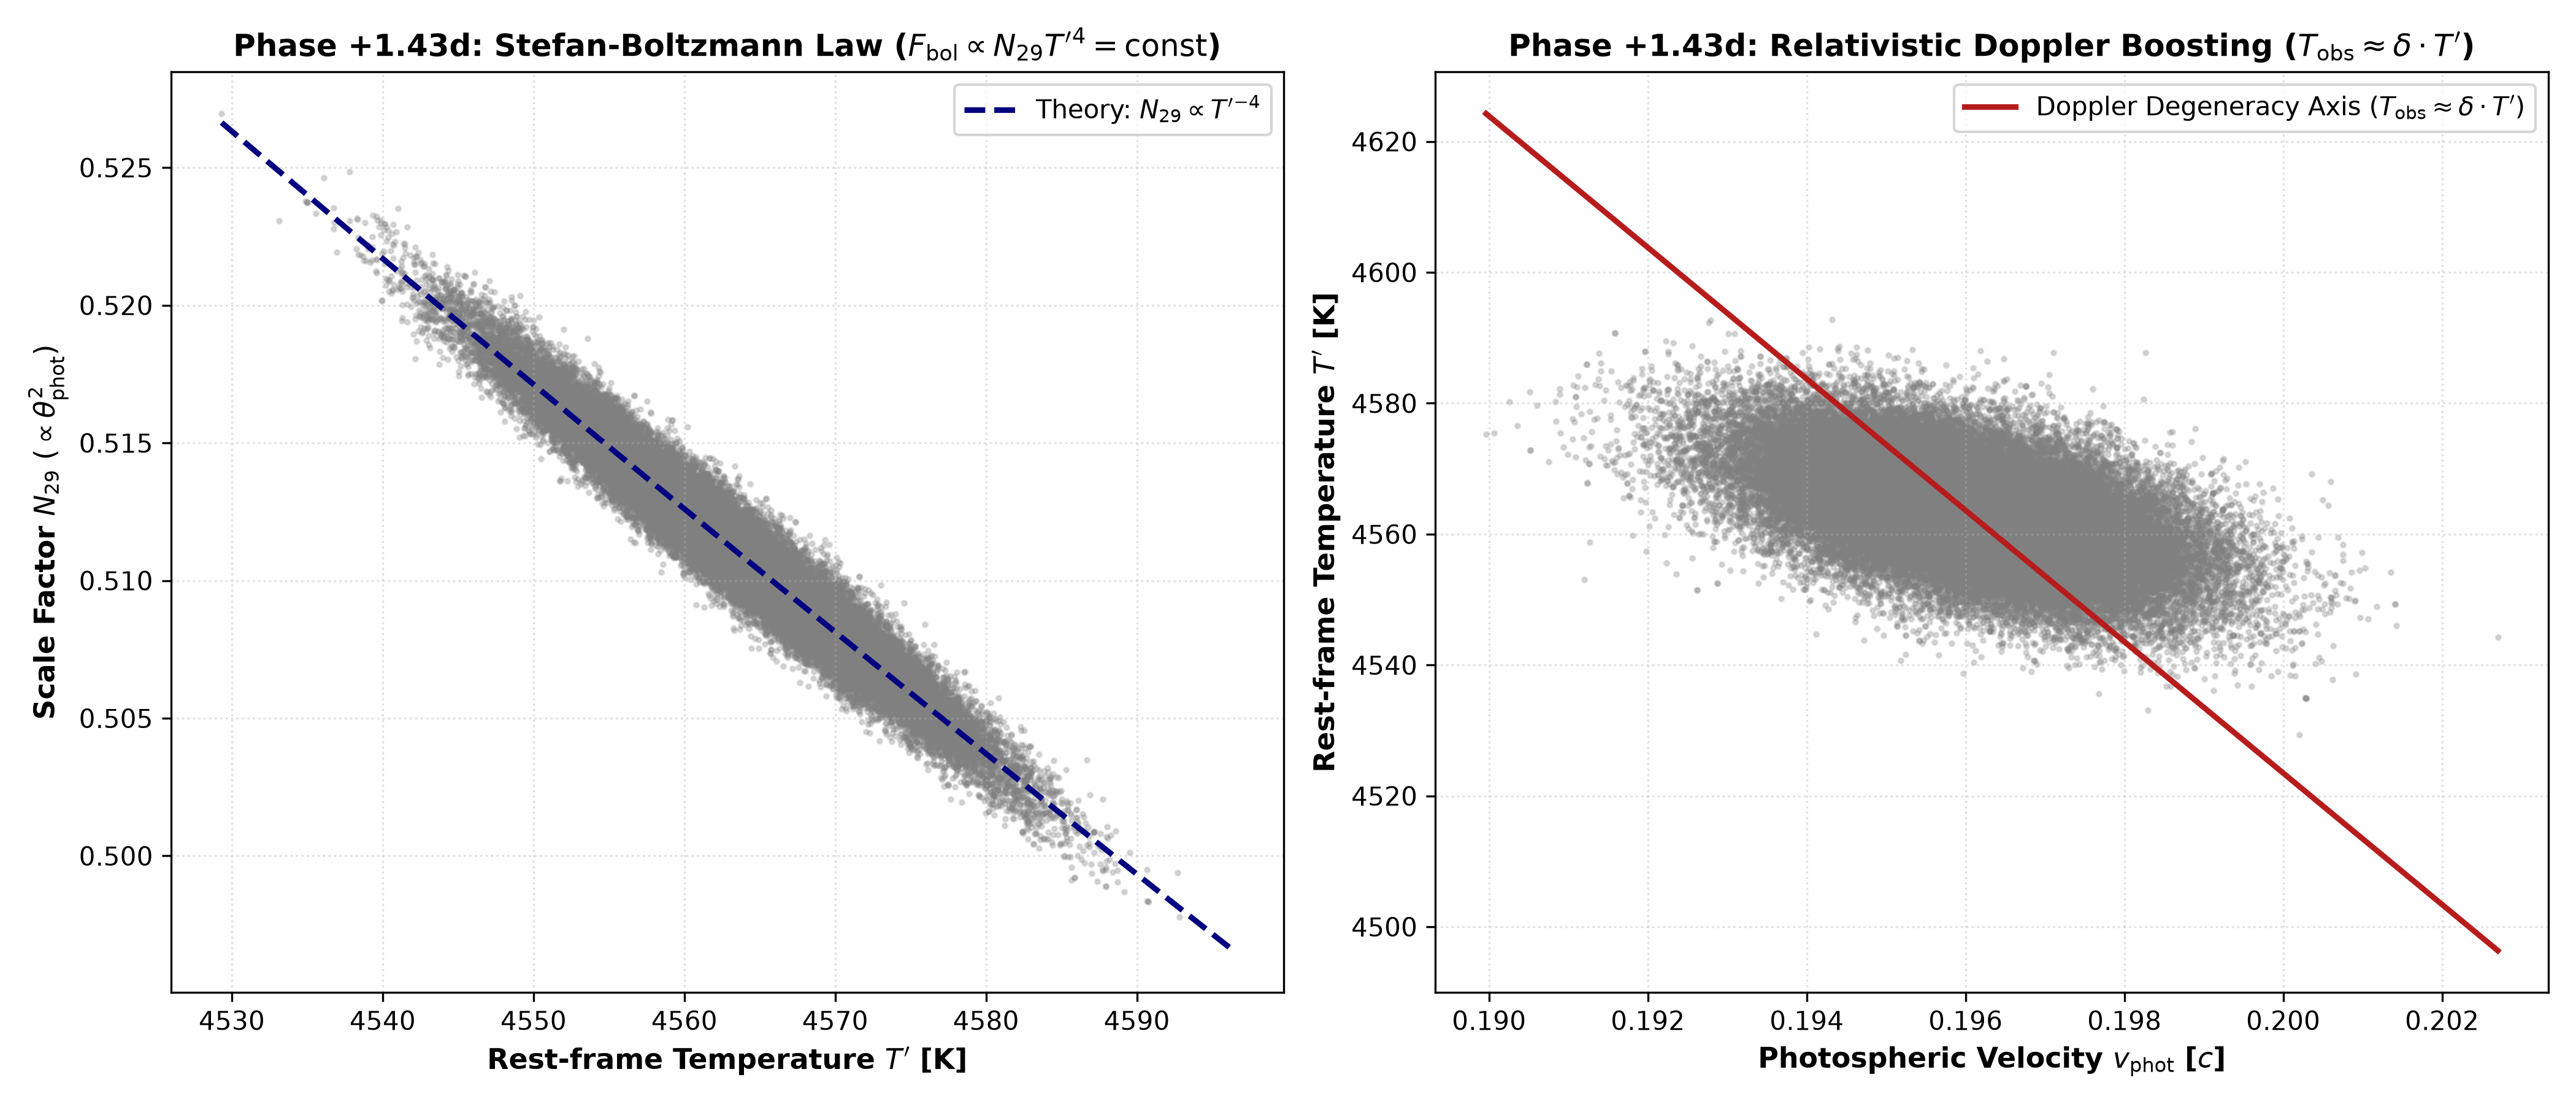 Phase +1.43d: Stefan-Boltzmann Law (F_bol ∝ N₂₉T′⁴ = const)
Theory: N₂₉ ∝ T′⁻⁴
0.525
0.520
0.515
0.510
0.505
0.500
Scale Factor N₂₉ (∝ θ²_phot)
4530 4540 4550 4560 4570 4580 4590
Rest-frame Temperature T′ [K]
Phase +1.43d: Relativistic Doppler Boosting (T_obs ≈ δ · T′)
Doppler Degeneracy Axis (T_obs ≈ δ · T′)
4620
4600
4580
4560
4540
4520
4500
Rest-frame Temperature T′ [K]
0.190 0.192 0.194 0.196 0.198 0.200 0.202
Photospheric Velocity v_phot [c]